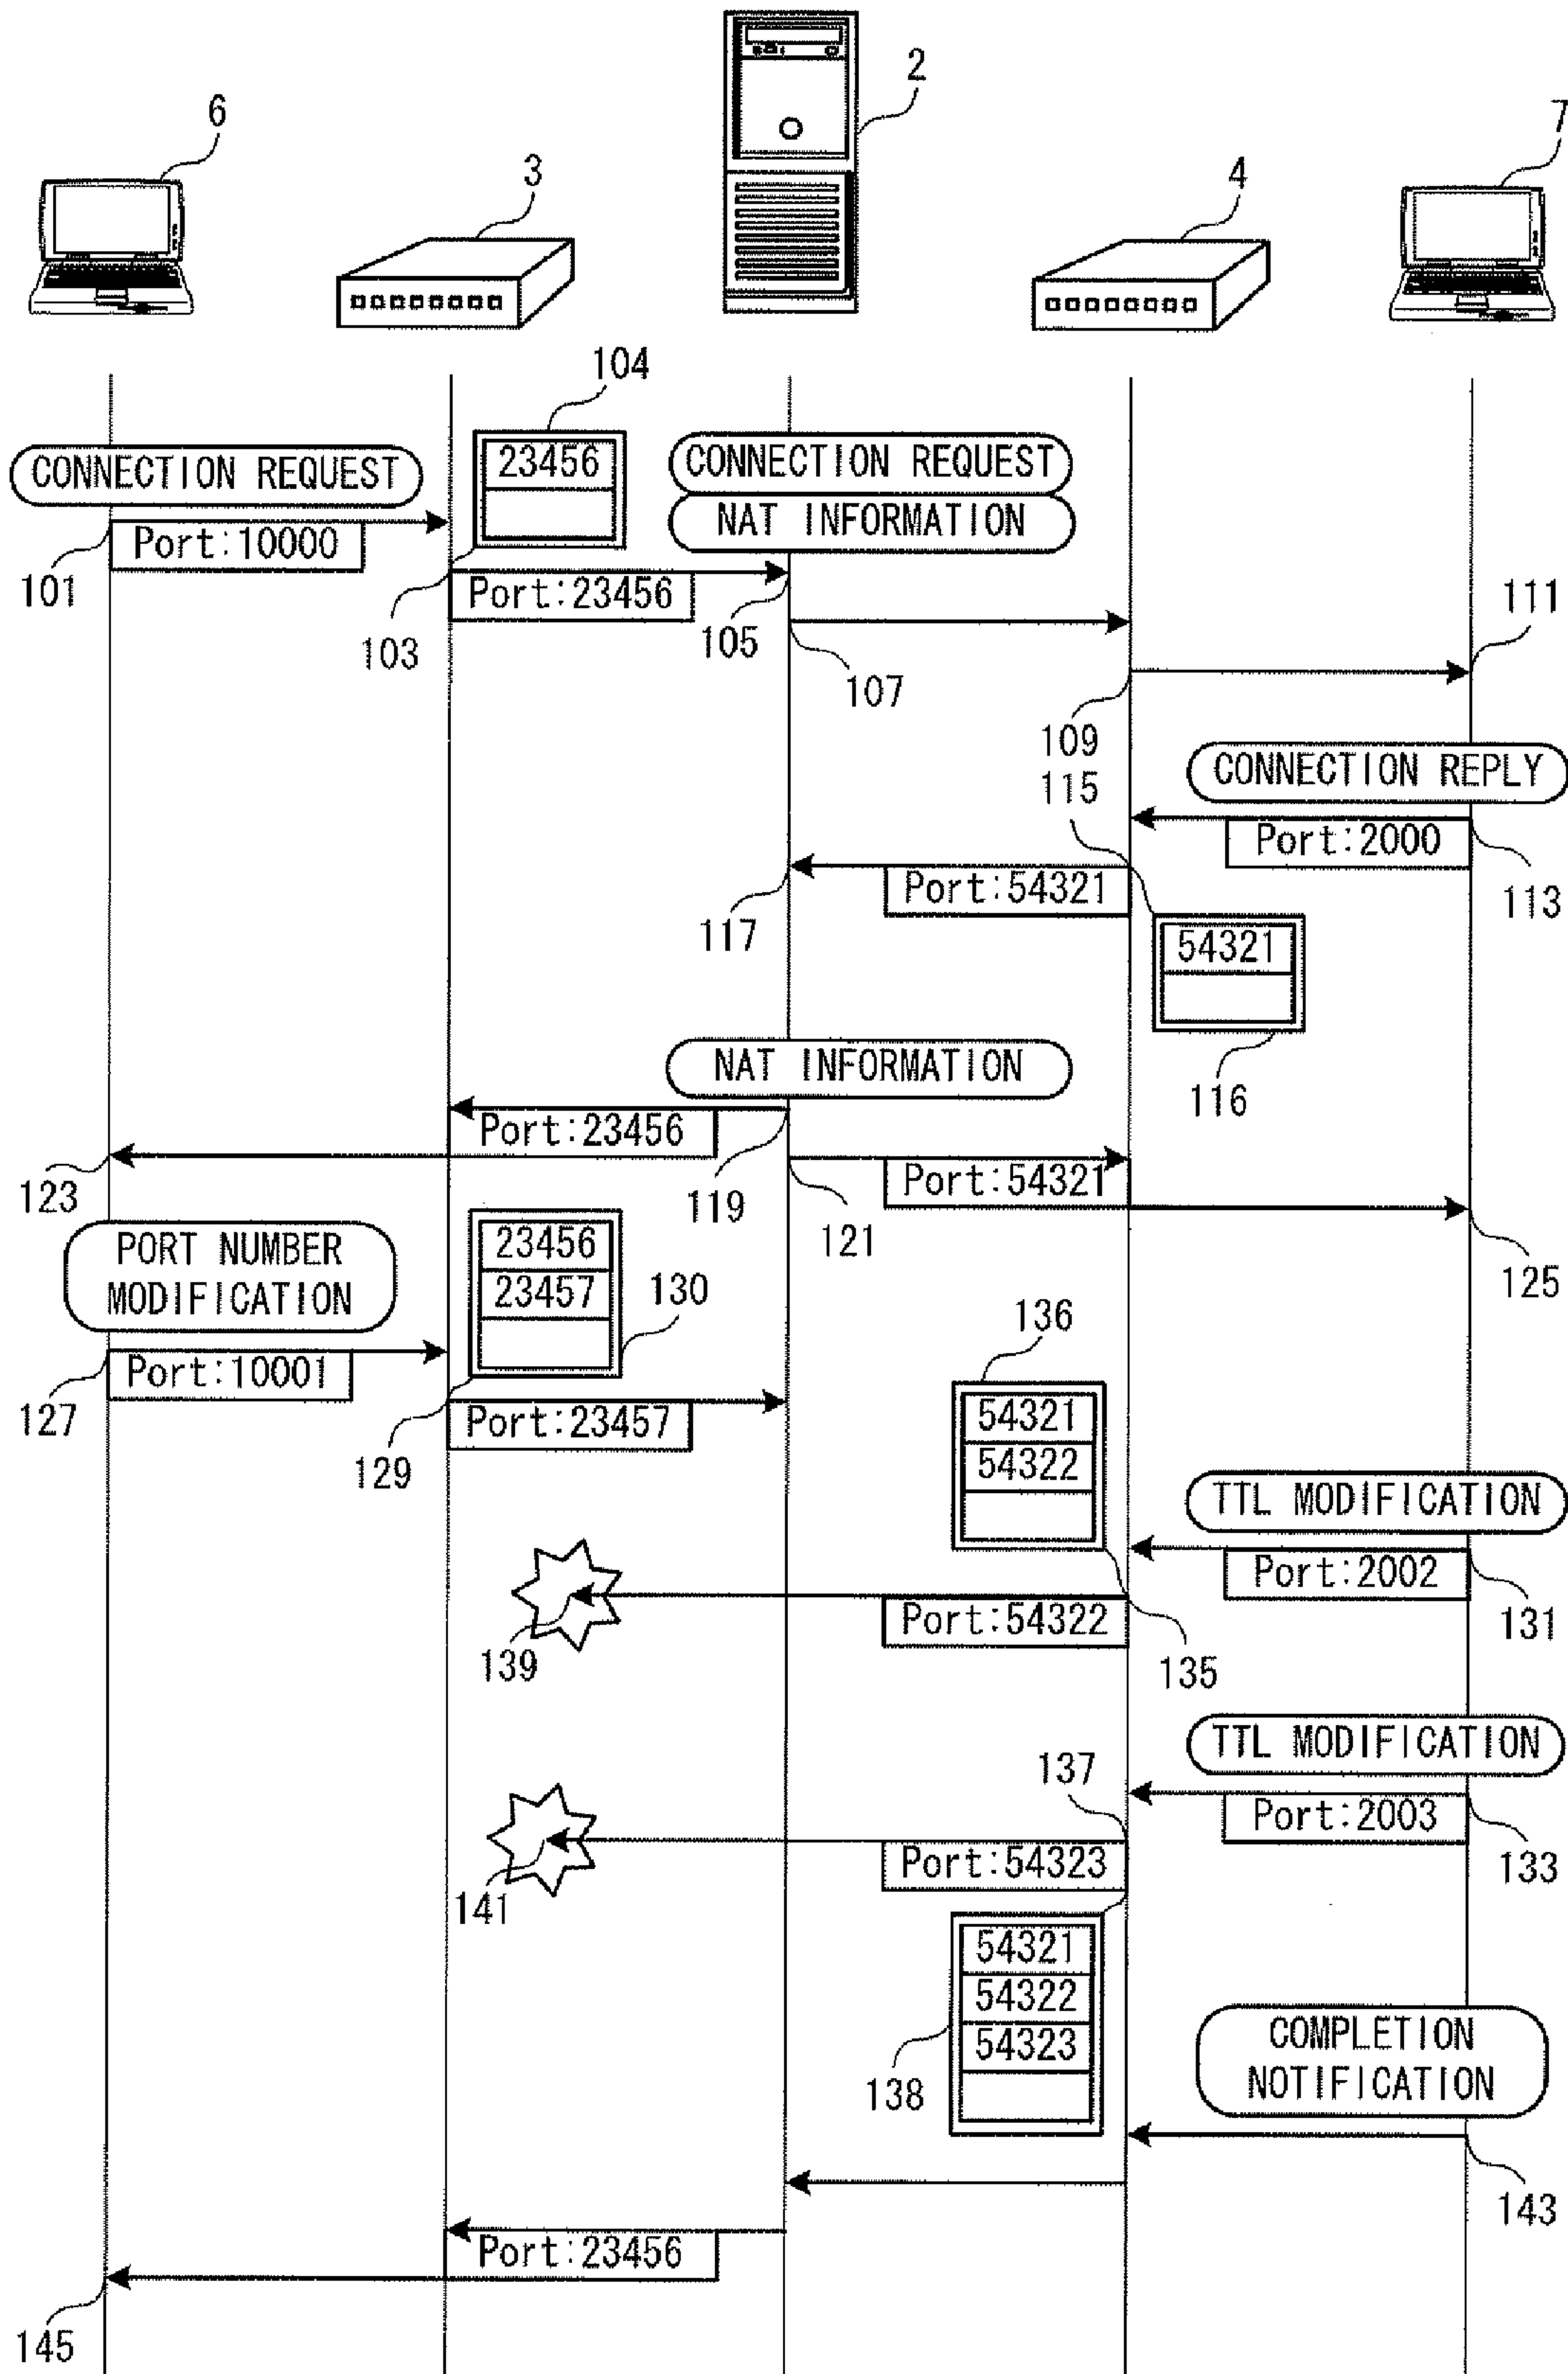 2
6
7
3
4
104
CONNECTION REQUEST
23456
CONNECTION REQUEST
NAT INFORMATION
Port:10000
101
Port:23456
103
105
111
107
109
CONNECTION REPLY
115
Port:2000
Port:54321
113
117
54321
NAT INFORMATION
116
Port:23456
123
119
Port:54321
121
125
PORT NUMBER
MODIFICATION
23456
23457
130
136
Port:10001
127
Port:23457
129
54321
54322
TTL MODIFICATION
Port:2002
131
139
Port:54322
135
TTL MODIFICATION
137
Port:2003
133
141
Port:54323
54321
54322
54323
138
COMPLETION
NOTIFICATION
143
Port:23456
145